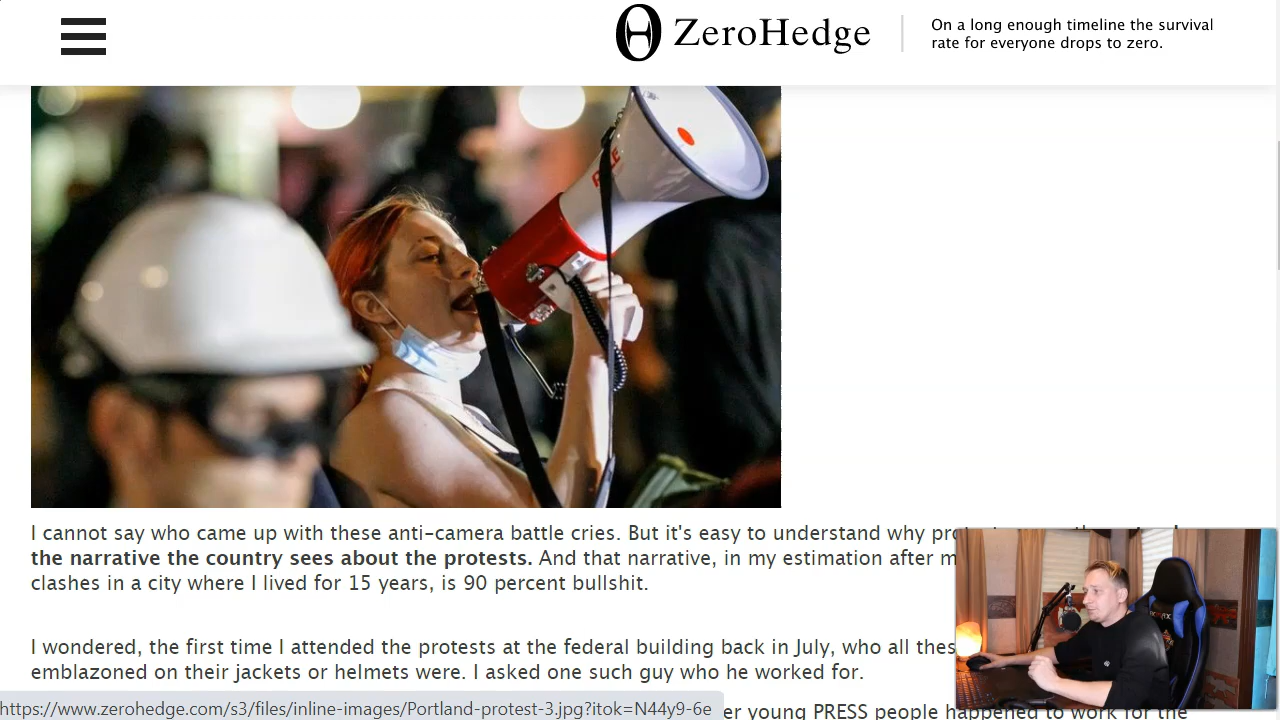 ZeroHedge
On a long enough timeline the survival
rate for everyone drops to zero.
I cannot say who came up with these anti-camera battle cries. But it's easy to understand why
the narrative the country sees about the protests. And that narrative, in my estimation after
clashes in a city where I lived for 15 years, is 90 percent bullshit.
I wondered, the first time I attended the protests at the federal building back in July, who all
emblazoned on their jackets or helmets were. I asked one such guy who he worked for.
https://www.zerohedge.com/s3/files/inline-images/Portland-protest-3.jpg?itok=N44y9-6e
young PRESS people happened to work for the